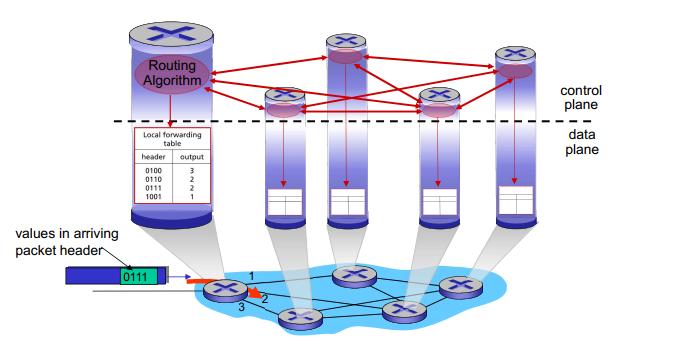 Routing
Algorithm
control
plane
data
plane
Local forwarding
table
header output
0100 3
0110 2
0111 2
1001 1
values in arriving
packet header
0111
1
2
3